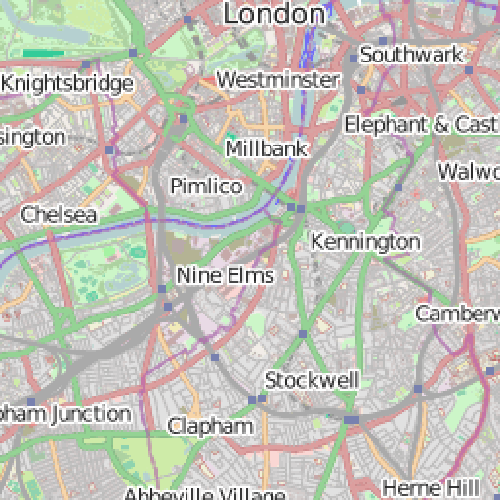 London
Southwark
Knightsbridge
Westminster
Elephant & Cast
sington
Millbank
Walwo
Pimlico
Chelsea
Kennington
Nine Elms
Camberw
Stockwell
pham Junction
Clapham
Herne Hill
Abbeville Village